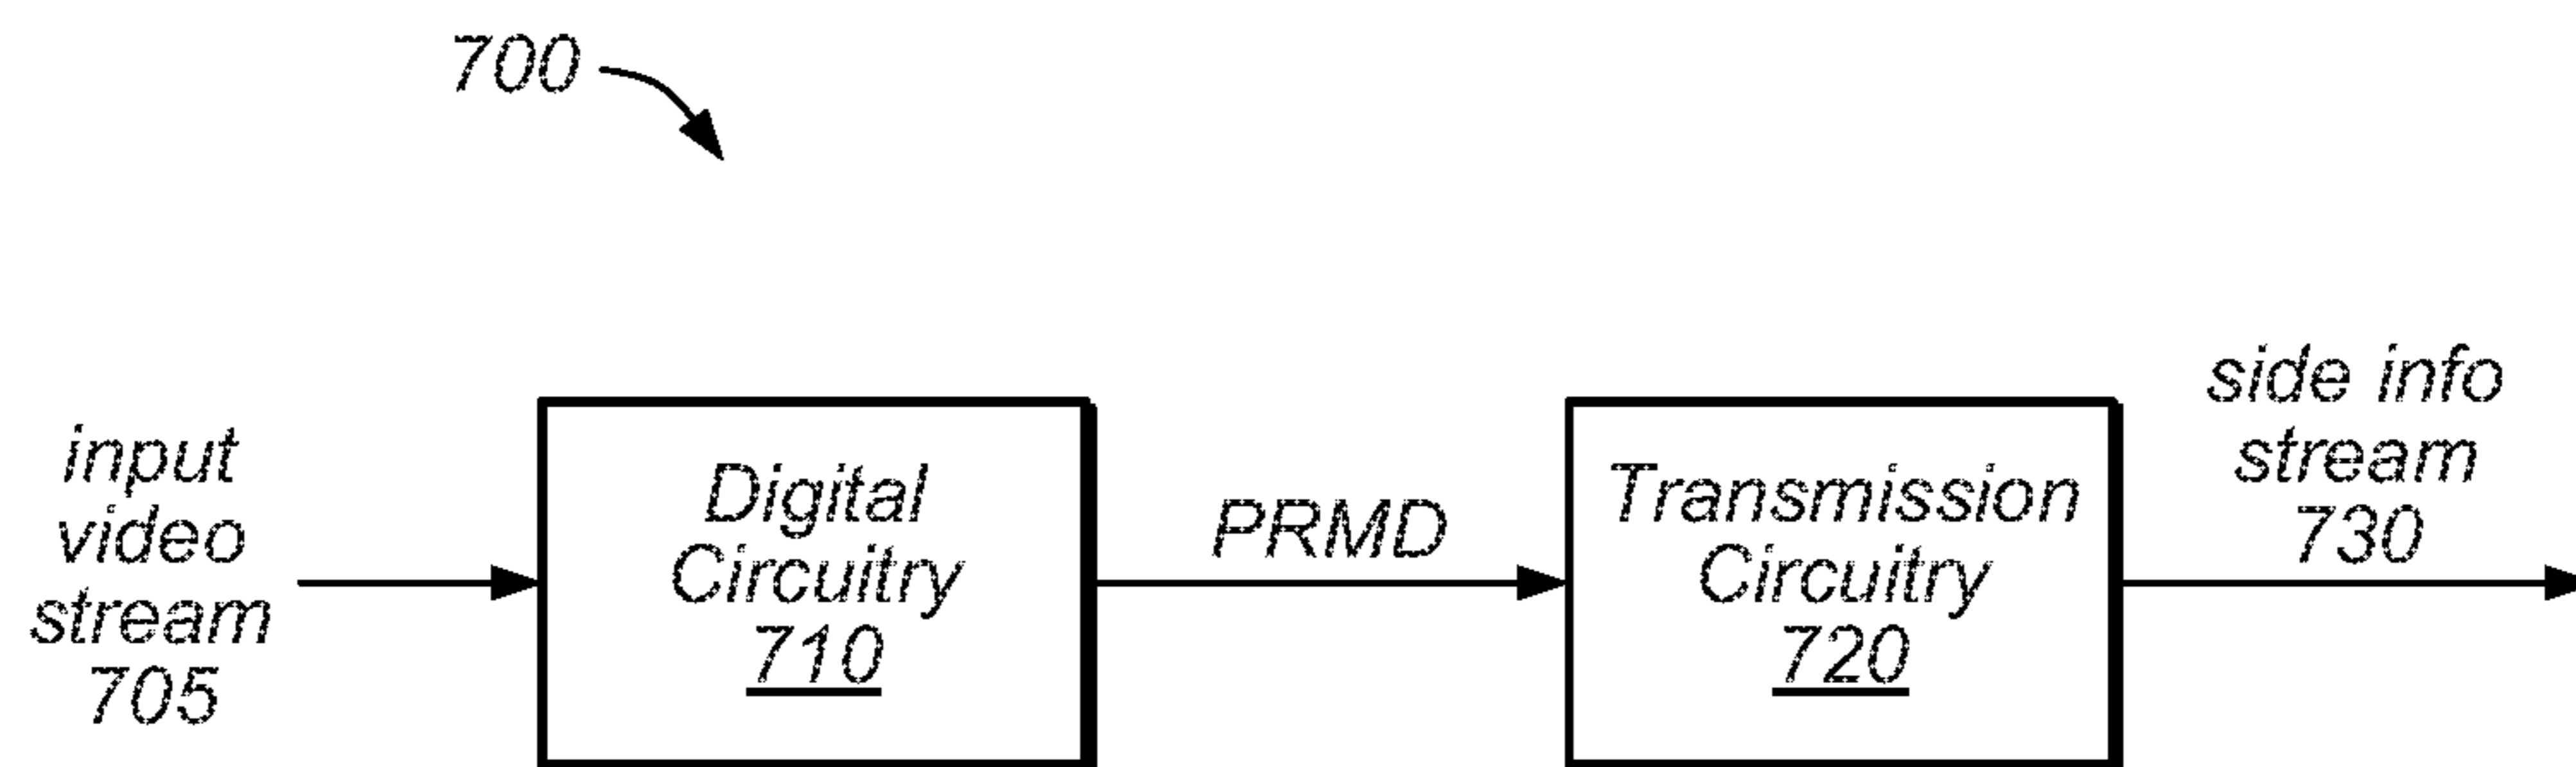 700
input
video
stream
705
Digital
Circuitry
710
PRMD
Transmission
Circuitry
720
side info
stream
730